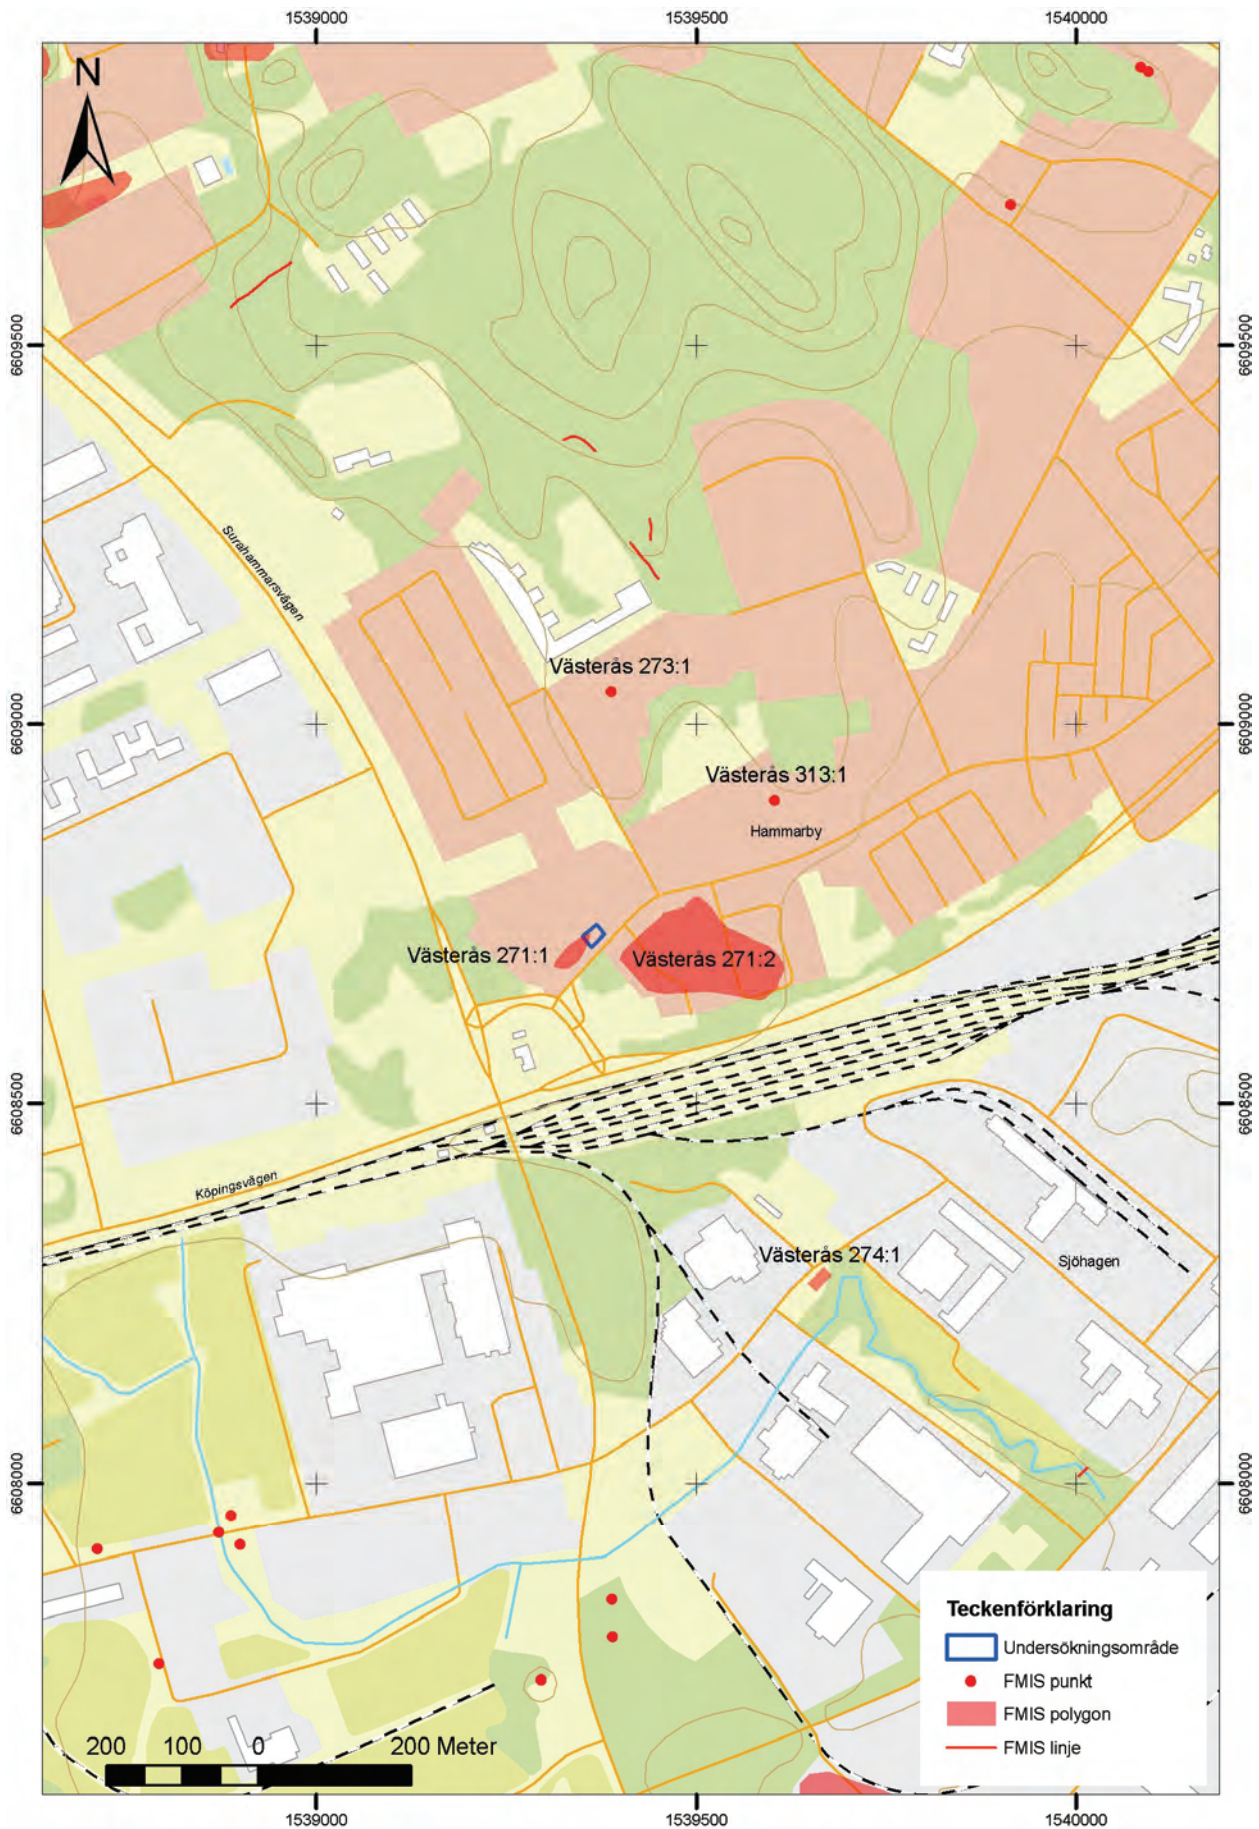 1539000
1539500
1540000
N
6609500
6609500
Surahammarsvägen
Västerås 273:1
6609000
6609000
Västerås 313:1
Hammarby
Västerås 271:1
Västerås 271:2
6608500
6608500
Köpingsvägen
Västerås 274:1
Sjöhagen
6608000
6608000
Teckenförklaring
Undersökningsområde
FMIS punkt
FMIS polygon
FMIS linje
200 100 0 200 Meter
1539000
1539500
1540000